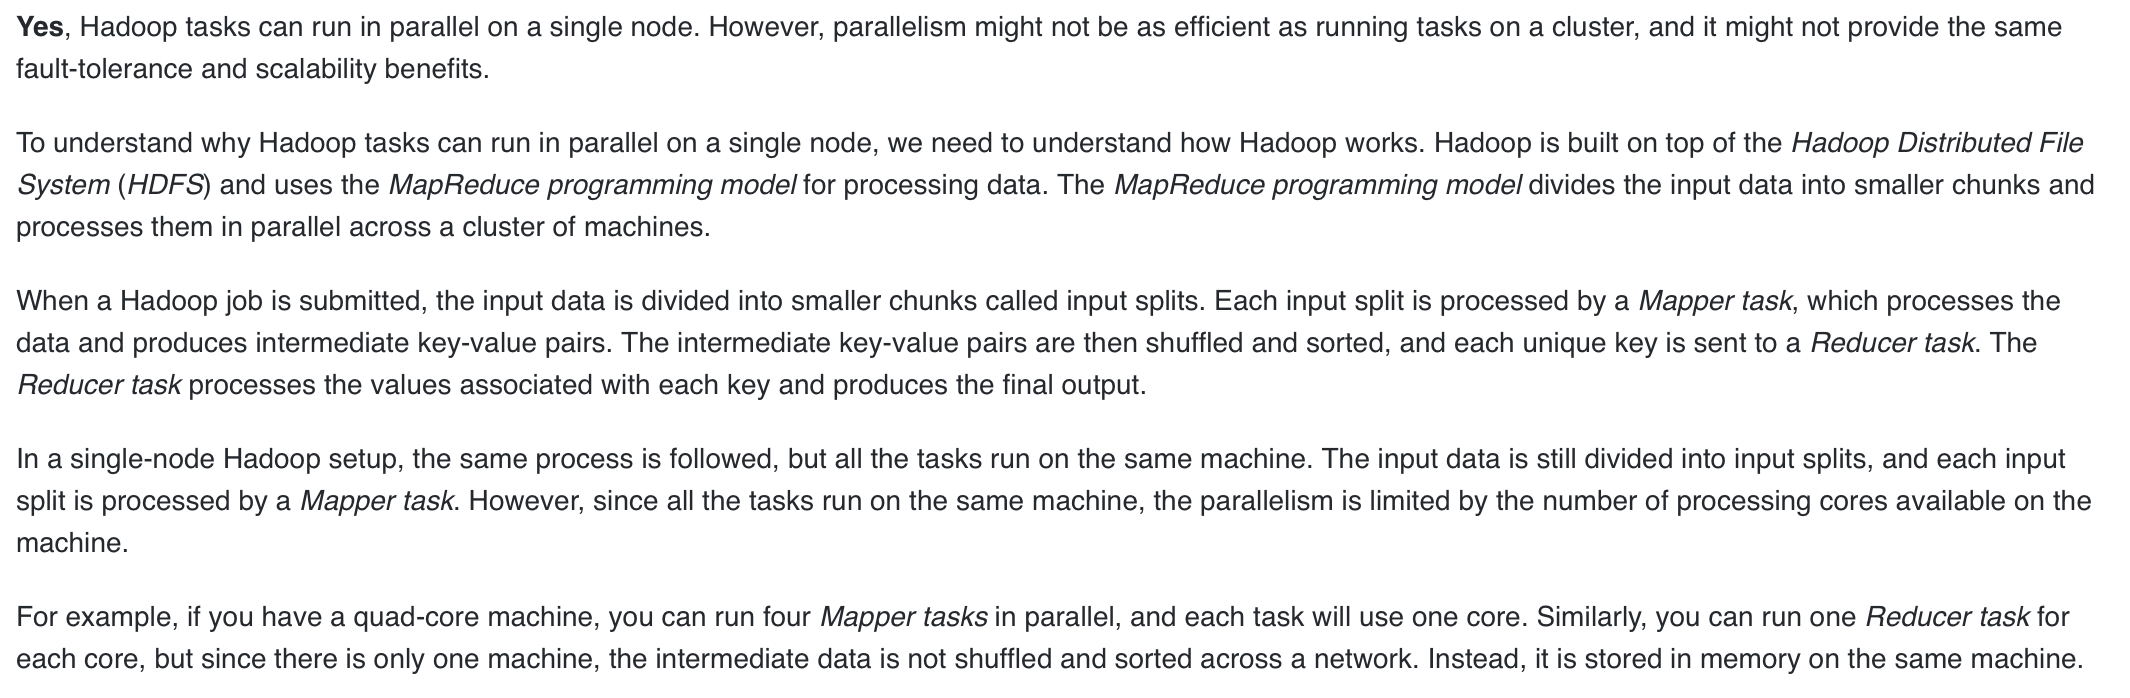 Yes, Hadoop tasks can run in parallel on a single node. However, parallelism might not be as efficient as running tasks on a cluster, and it might not provide the same
fault-tolerance and scalability benefits.
To understand why Hadoop tasks can run in parallel on a single node, we need to understand how Hadoop works. Hadoop is built on top of the Hadoop Distributed File
System (HDFS) and uses the MapReduce programming model for processing data. The MapReduce programming model divides the input data into smaller chunks and
processes them in parallel across a cluster of machines.
When a Hadoop job is submitted, the input data is divided into smaller chunks called input splits. Each input split is processed by a Mapper task, which processes the
data and produces intermediate key-value pairs. The intermediate key-value pairs are then shuffled and sorted, and each unique key is sent to a Reducer task. The
Reducer task processes the values associated with each key and produces the final output.
In a single-node Hadoop setup, the same process is followed, but all the tasks run on the same machine. The input data is still divided into input splits, and each input
split is processed by a Mapper task. However, since all the tasks run on the same machine, the parallelism is limited by the number of processing cores available on the
machine.
For example, if you have a quad-core machine, you can run four Mapper tasks in parallel, and each task will use one core. Similarly, you can run one Reducer task for
each core, but since there is only one machine, the intermediate data is not shuffled and sorted across a network. Instead, it is stored in memory on the same machine.